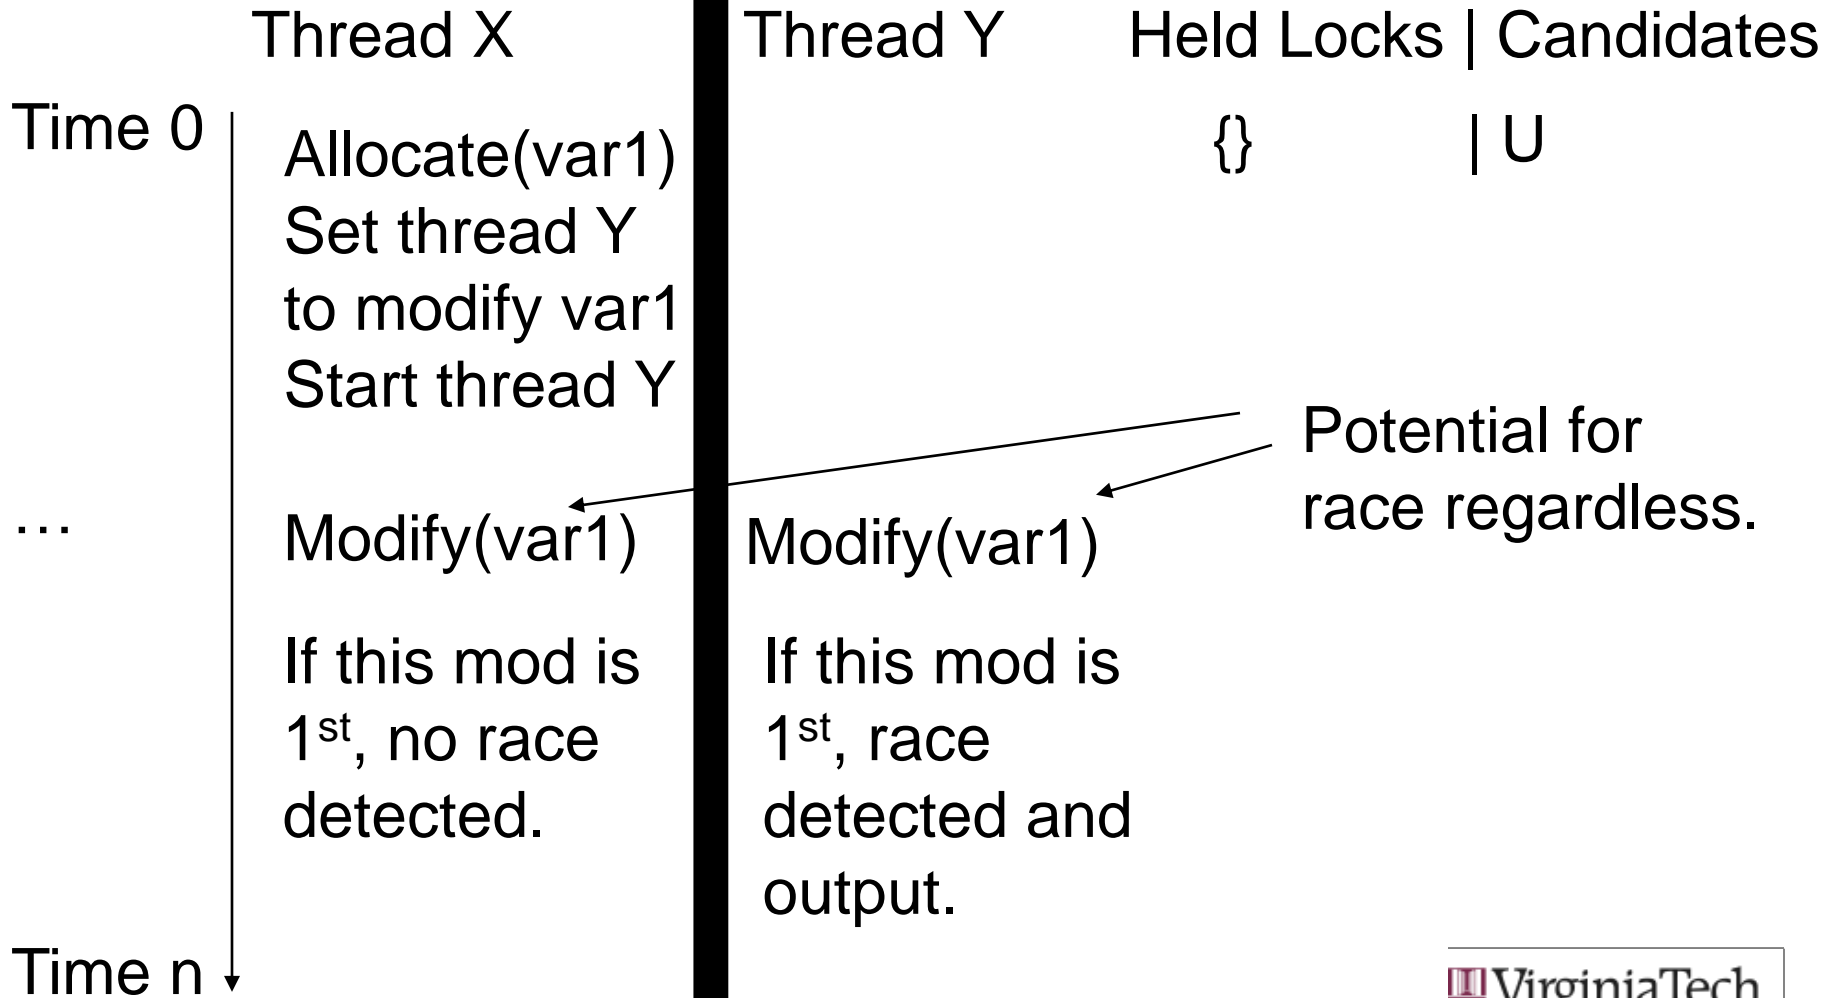 Thread X
Thread Y
Held Locks | Candidates
Time 0
Allocate(var1)
Set thread Y
to modify var1
Start thread Y
{} | U
Potential for
race regardless.
…
Modify(var1)
Modify(var1)
If this mod is
1st, no race
detected.
If this mod is
1st, race
detected and
output.
Time n
VirginiaTech